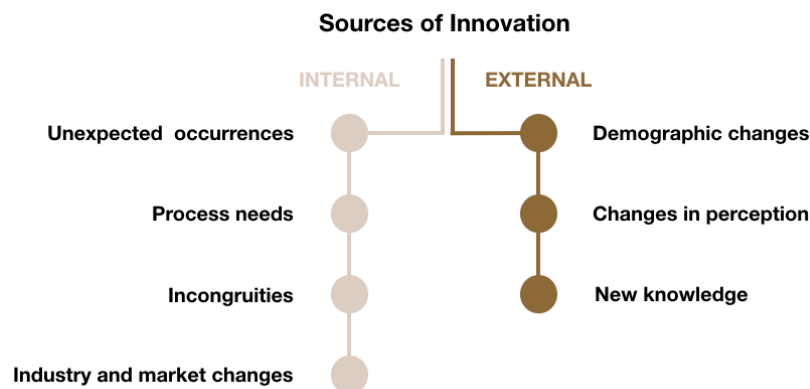 Sources of Innovation
INTERNAL
EXTERNAL
Unexpected occurrences
Demographic changes
Process needs
Changes in perception
Incongruities
New knowledge
Industry and market changes